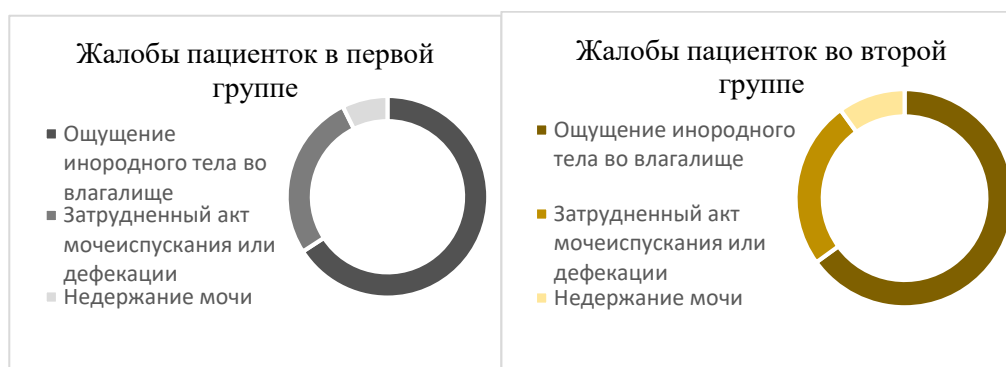 Жалобы пациенток в первой
группе
Ощущение
инородного тела во
влагалище
Затрудненный акт
мочеиспускания или
дефекации
Недержание мочи
Жалобы пациенток во второй
группе
Ощущение инородного
тела во влагалище
Затрудненный акт
мочеиспускания или
дефекации
Недержание мочи